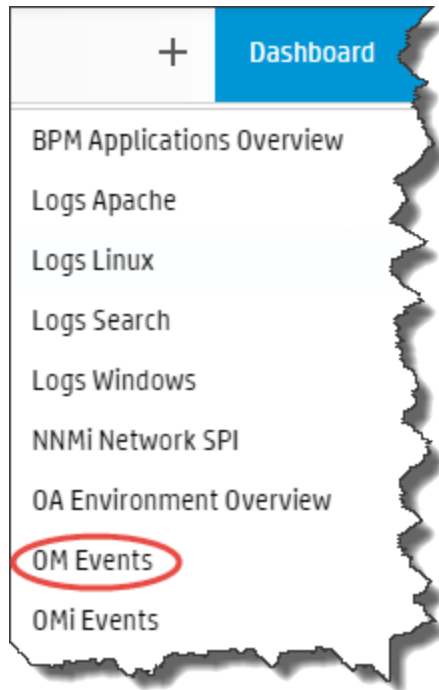 + Dashboard
BPM Applications Overview
Logs Apache
Logs Linux
Logs Search
Logs Windows
NNMi Network SPI
OA Environment Overview
OM Events
OMi Events